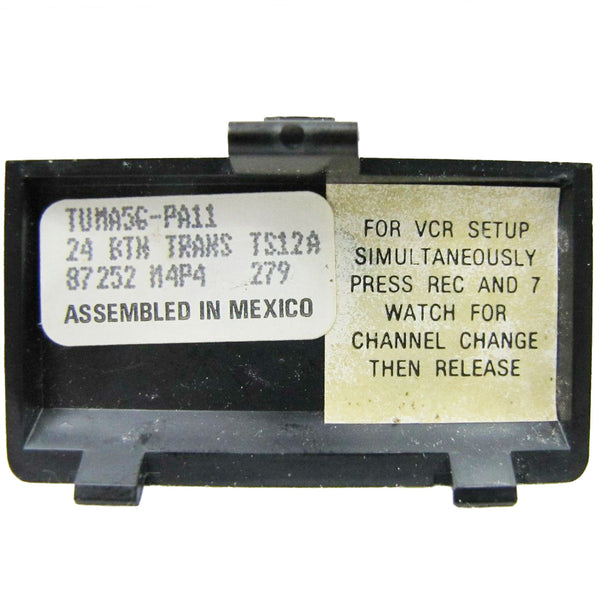 TUMA56-PA11
24 BTN TRANS TS12A
87252 M4P4 279
ASSEMBLED IN MEXICO
FOR VCR SETUP
SIMULTANEOUSLY
PRESS REC AND 7
WATCH FOR
CHANNEL CHANGE
THEN RELEASE